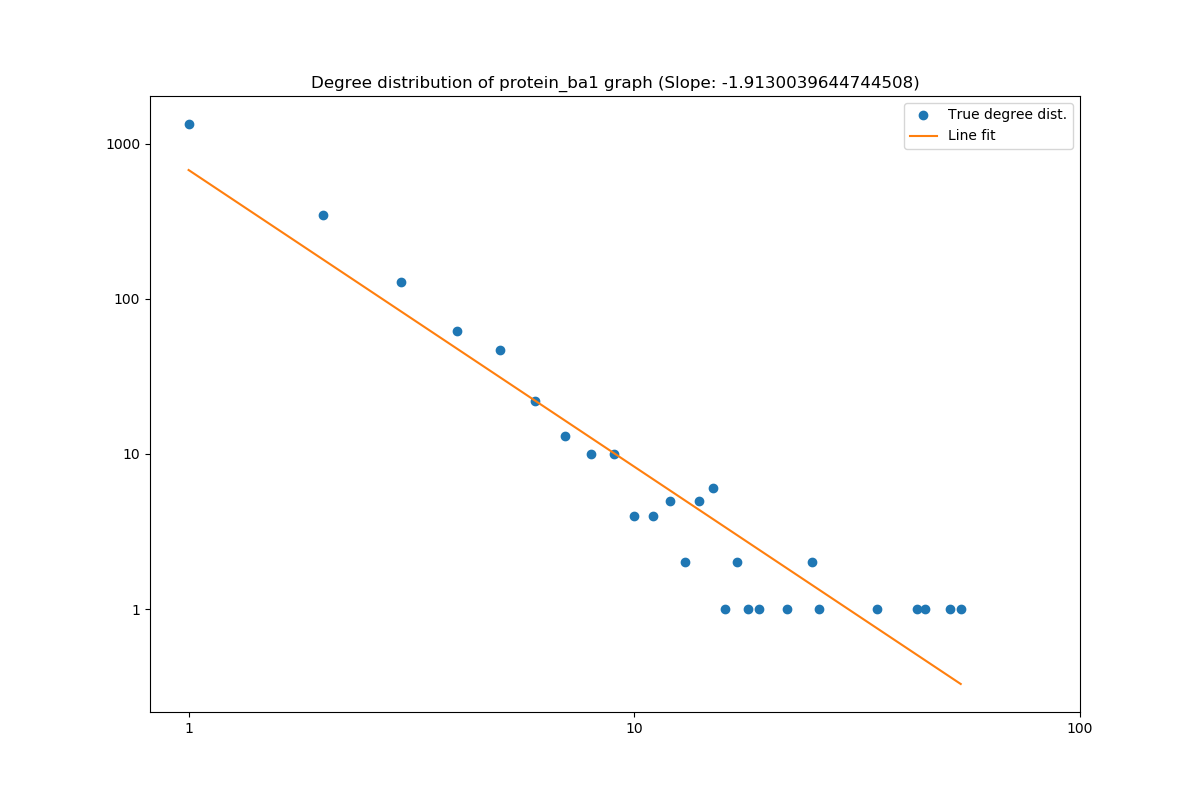 Degree distribution of protein_ba1 graph (Slope: -1.9130039644744508)
True degree dist.
Line fit
1000
100
10
1
1
10
100